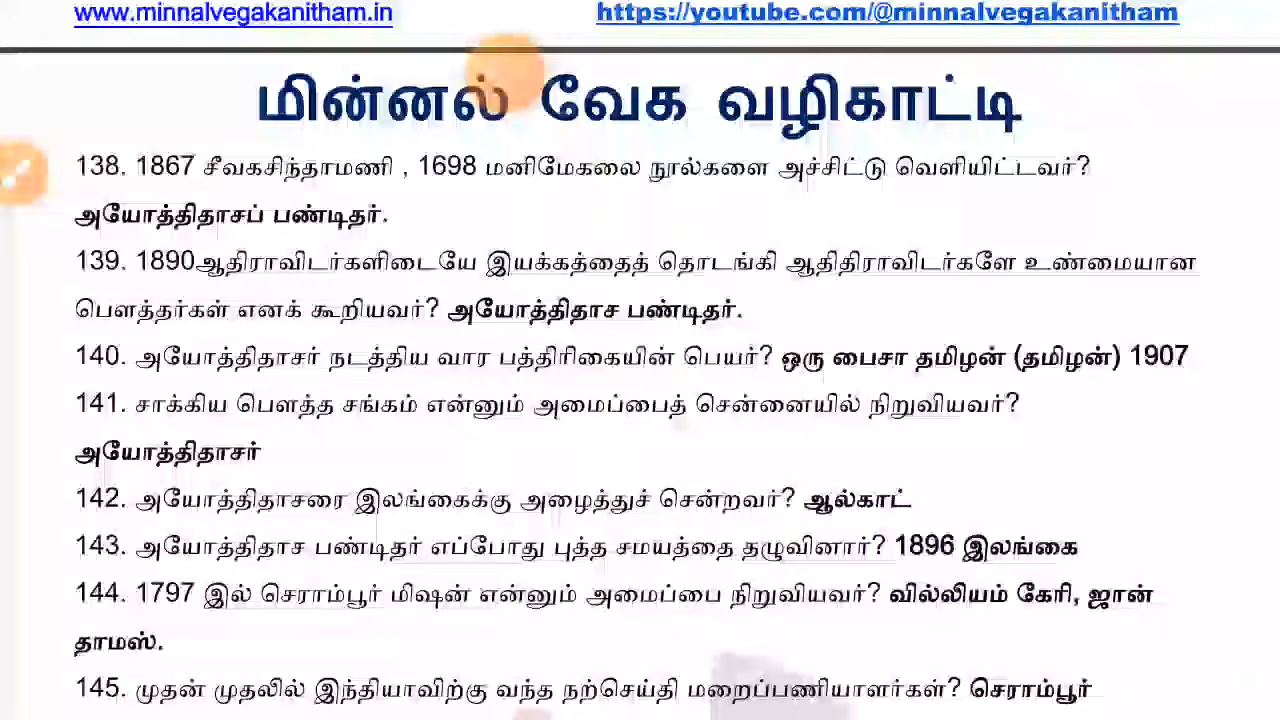 www.minnalvegakanitham.in https://youtube.com/@minnalvegakanitham
மின்னல் வேக வழிகாட்டி
138. 1867 சீவகசிந்தாமணி , 1698 மனிமேகலை நூல்களை அச்சிட்டு வெளியிட்டவர்?
அயோத்திதாசப் பண்டிதர்.
139. 1890ஆதிராவிடர்களிடையே இயக்கத்தைத் தொடங்கி ஆதிதிராவிடர்களே உண்மையான
பௌத்தர்கள் எனக் கூறியவர்? அயோத்திதாச பண்டிதர்.
140. அயோத்திதாசர் நடத்திய வார பத்திரிகையின் பெயர்? ஒரு பைசா தமிழன் (தமிழன்) 1907
141. சாக்கிய பௌத்த சங்கம் என்னும் அமைப்பைத் சென்னையில் நிறுவியவர்?
அயோத்திதாசர்
142. அயோத்திதாசரை இலங்கைக்கு அழைத்துச் சென்றவர்? ஆல்காட்
143. அயோத்திதாச பண்டிதர் எப்போது புத்த சமயத்தை தழுவினார்? 1896 இலங்கை
144. 1797 இல் செராம்பூர் மிஷன் என்னும் அமைப்பை நிறுவியவர்? வில்லியம் கேரி, ஜான்
தாமஸ்.
145. முதன் முதலில் இந்தியாவிற்கு வந்த நற்செய்தி மறைப்பணியாளர்கள்? செராம்பூர்